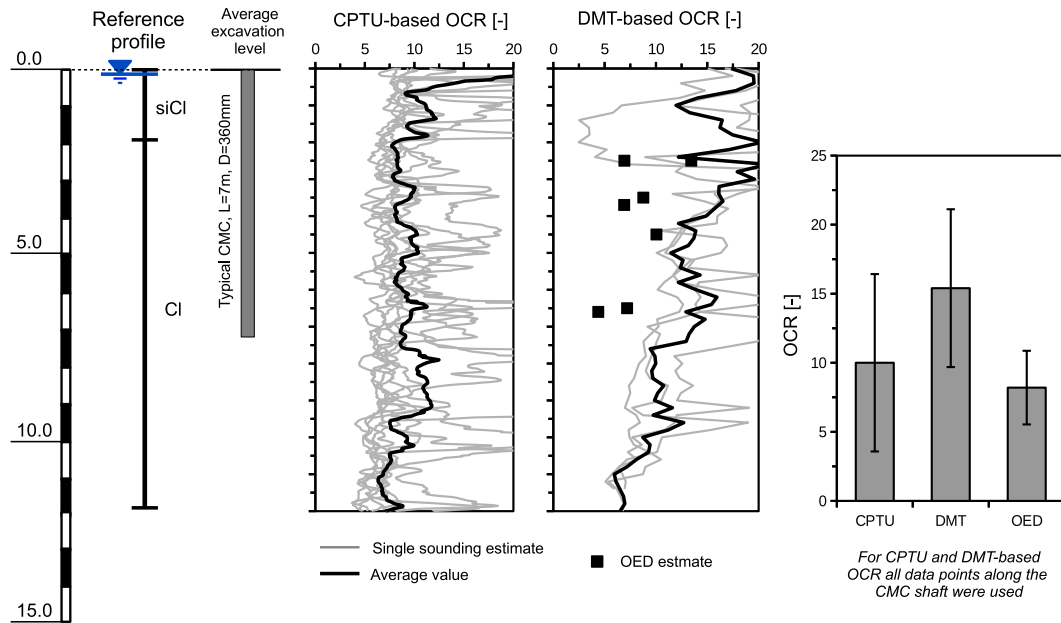 Reference
profile
Average
excavation
level
CPTU-based OCR [-]
DMT-based OCR [-]
0 5 10 15 20
0 5 10 15 20
0.0
5.0
10.0
15.0
siCl
Cl
Typical CMC, L=7m, D=360mm
Single sounding estimate
Average value
OED estmate
OCR [-]
25
20
15
10
5
0
CPTU DMT OED
For CPTU and DMT-based
OCR all data points along the
CMC shaft were used